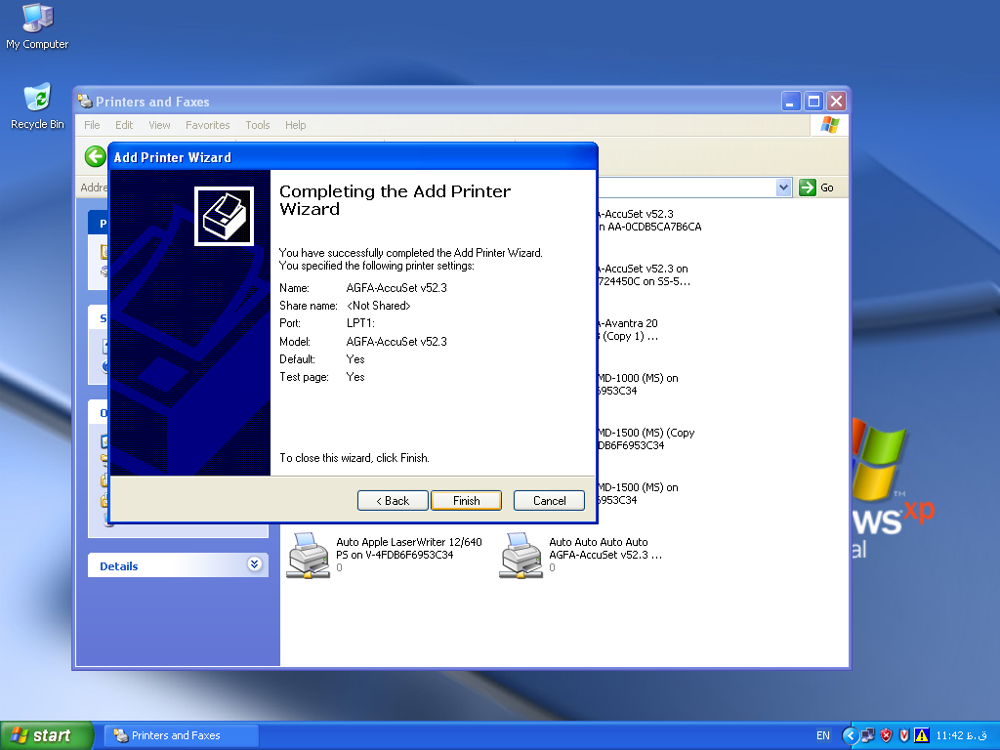 My Computer
Recycle Bin
Printers and Faxes
File Edit View Favorites Tools Help
Add Printer Wizard
Addre
Go
Completing the Add Printer
Wizard
You have successfully completed the Add Printer Wizard.
You specified the following printer settings:
Name: AGFA-AccuSet v52.3
Share name: <Not Shared>
Port: LPT1:
Model: AGFA-AccuSet v52.3
Default: Yes
Test page: Yes
To close this wizard, click Finish.
< Back Finish Cancel
P
S
O
Details
A-AccuSet v52.3
n AA-0CDB5CA7B6CA
A-AccuSet v52.3 on
724450C on SS-5...
A-Avantra 20
(Copy 1) ...
MD-1000 (MS) on
6953C34
MD-1500 (MS) (Copy
DB6F6953C34
MD-1500 (MS) on
6953C34
Auto Apple LaserWriter 12/640
PS on V-4FDB6F6953C34
0
Auto Auto Auto Auto
AGFA-AccuSet v52.3 ...
0
ws xp
TM
al
start
Printers and Faxes
EN
11:42 ق.ظ